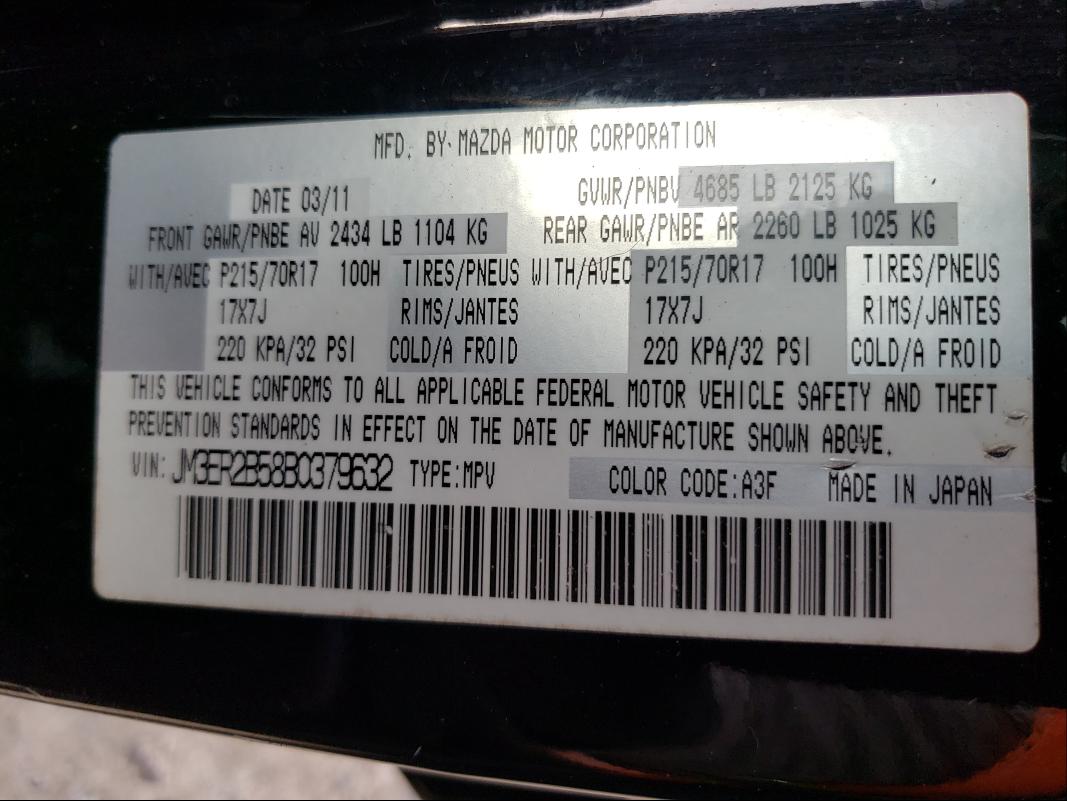 MFD. BY MAZDA MOTOR CORPORATION
DATE 03/11 GVWR/PNBV 4685 LB 2125 KG
FRONT GAWR/PNBE AV 2434 LB 1104 KG REAR GAWR/PNBE AR 2260 LB 1025 KG
WITH/AVEC P215/70R17 100H TIRES/PNEUS WITH/AVEC P215/70R17 100H TIRES/PNEUS
17X7J RIMS/JANTES 17X7J RIMS/JANTES
220 KPA/32 PSI COLD/A FROID 220 KPA/32 PSI COLD/A FROID
THIS VEHICLE CONFORMS TO ALL APPLICABLE FEDERAL MOTOR VEHICLE SAFETY AND THEFT
PREVENTION STANDARDS IN EFFECT ON THE DATE OF MANUFACTURE SHOWN ABOVE.
VIN: JM3ER2B58B0379632 TYPE:MPV COLOR CODE:A3F MADE IN JAPAN